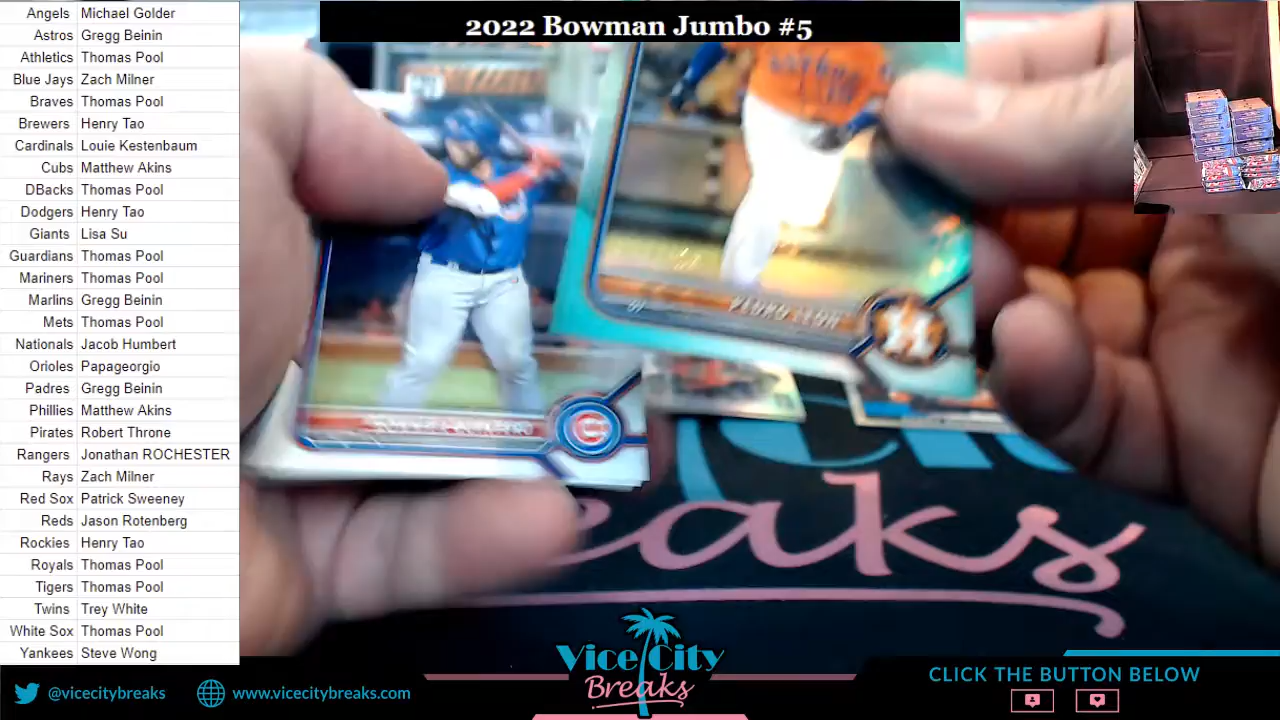 2022 Bowman Jumbo #5
Angels Michael Golder
Astros Gregg Beinin
Athletics Thomas Pool
Blue Jays Zach Milner
Braves Thomas Pool
Brewers Henry Tao
Cardinals Louie Kestenbaum
Cubs Matthew Akins
DBacks Thomas Pool
Dodgers Henry Tao
Giants Lisa Su
Guardians Thomas Pool
Mariners Thomas Pool
Marlins Gregg Beinin
Mets Thomas Pool
Nationals Jacob Humbert
Orioles Papageorgio
Padres Gregg Beinin
Phillies Matthew Akins
Pirates Robert Throne
Rangers Jonathan ROCHESTER
Rays Zach Milner
Red Sox Patrick Sweeney
Reds Jason Rotenberg
Rockies Henry Tao
Royals Thomas Pool
Tigers Thomas Pool
Twins Trey White
White Sox Thomas Pool
Yankees Steve Wong
PEDRO LEON
eaks
Vice City
Breaks
@vicecitybreaks
www.vicecitybreaks.com
CLICK THE BUTTON BELOW